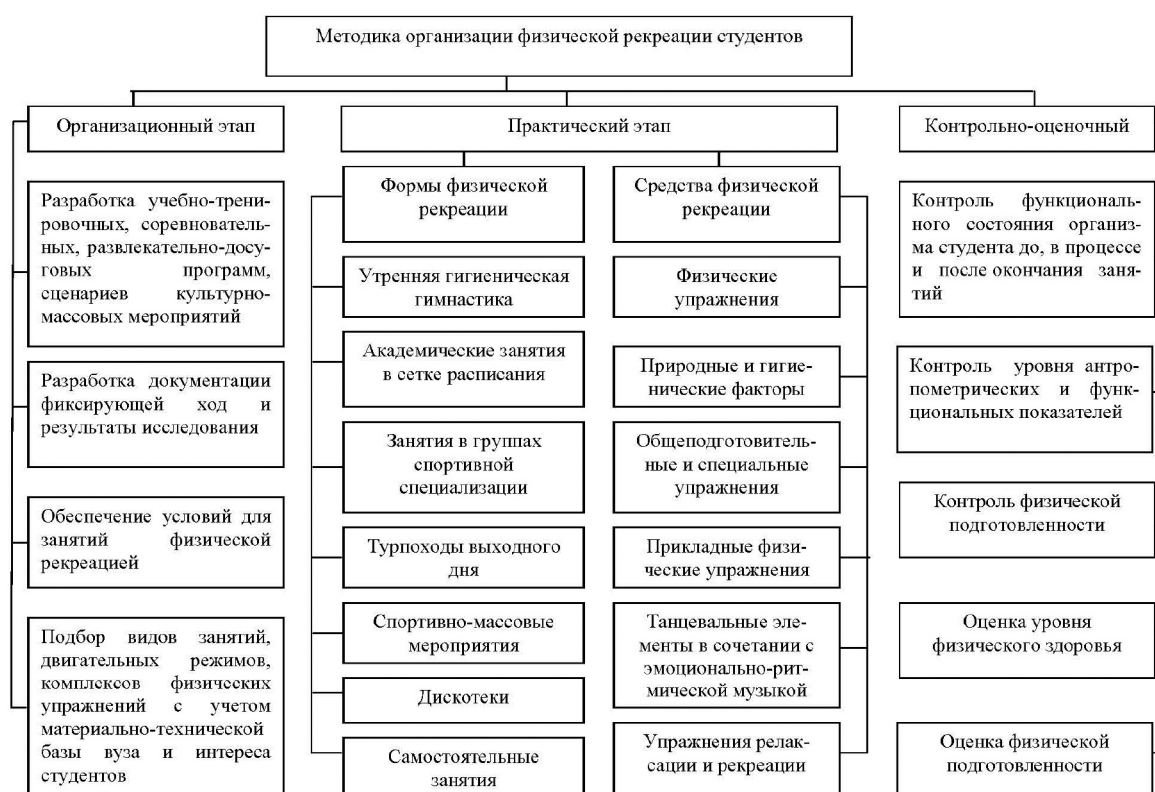 Методика организации физической рекреации студентов
Организационный этап
Практический этап
Контрольно-оценочный
Разработка учебно-трени-
ровочных, соревнователь-
ных, развлекательно-досу-
говых программ,
сценариев культурно-
массовых мероприятий
Разработка документации
фиксирующей ход и
результаты исследования
Обеспечение условий для
занятий физической
рекреацией
Подбор видов занятий,
двигательных режимов,
комплексов физических
упражнений с учетом
материально-технической
базы вуза и интереса
студентов
Формы физической
рекреации
Утренняя гигиеническая
гимнастика
Академические занятия
в сетке расписания
Занятия в группах
спортивной
специализации
Турпоходы выходного
дня
Спортивно-массовые
мероприятия
Дискотеки
Самостоятельные
занятия
Средства физической
рекреации
Физические
упражнения
Природные и гигие-
нические факторы
Общеподготовитель-
ные и специальные
упражнения
Прикладные физи-
ческие упражнения
Танцевальные эле-
менты в сочетании с
эмоционально-рит-
мической музыкой
Упражнения релак-
сации и рекреации
Контроль функциональ-
ного состояния организ-
ма студента до, в процессе
и после окончания заня-
тий
Контроль уровня антро-
пометрических и функ-
циональных показателей
Контроль физической
подготовленности
Оценка уровня
физического здоровья
Оценка физической
подготовленности